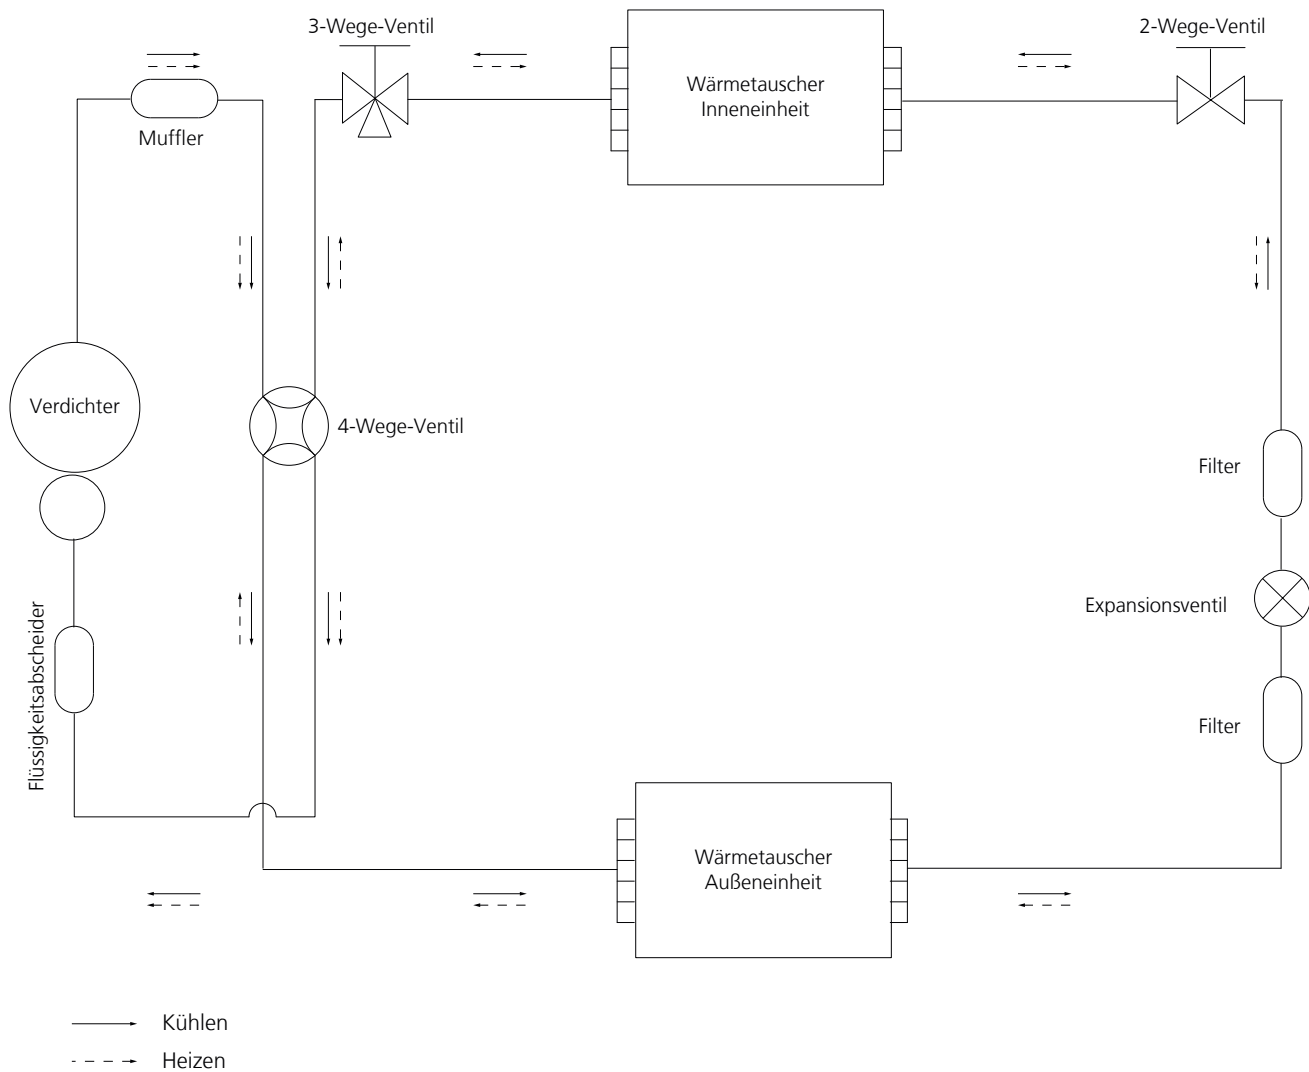 3-Wege-Ventil
2-Wege-Ventil
Wärmetauscher
Inneneinheit
Muffler
Verdichter
4-Wege-Ventil
Filter
Expansionsventil
Flüssigkeitsabscheider
Filter
Wärmetauscher
Außeneinheit
Kühlen
Heizen